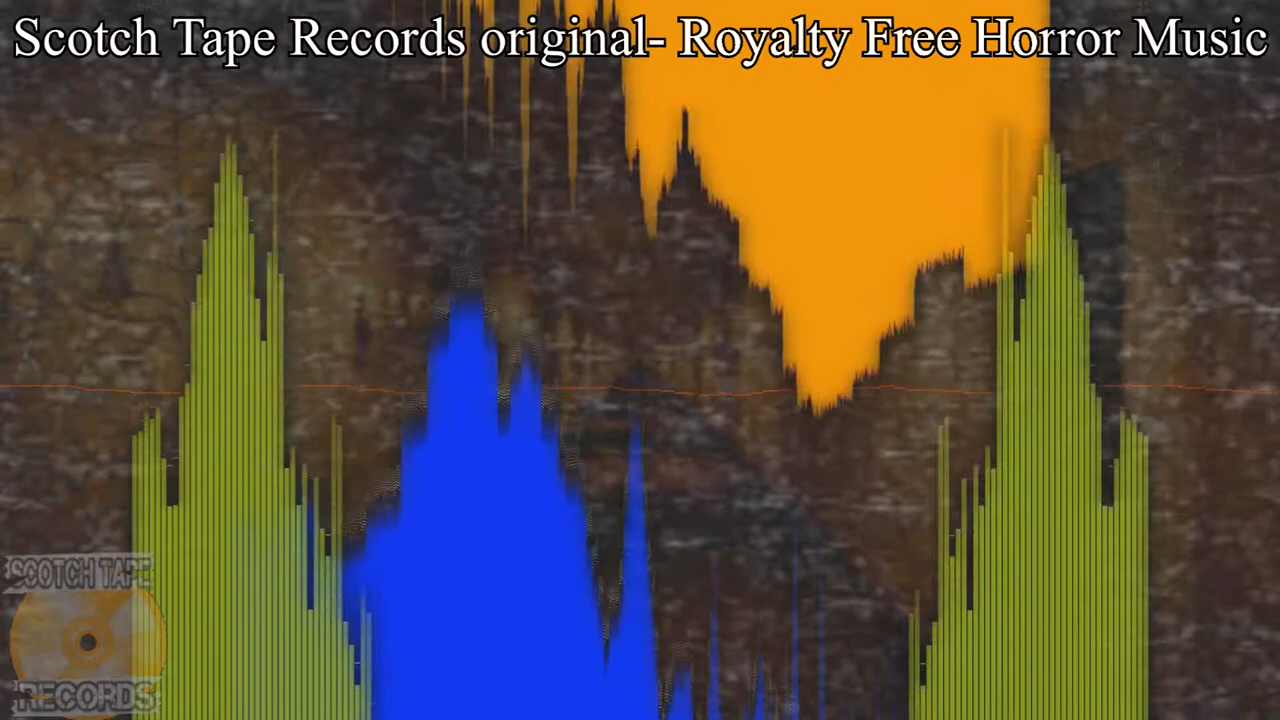 Scotch Tape Records original- Royalty Free Horror Music
SCOTCH TAPE
RECORDS